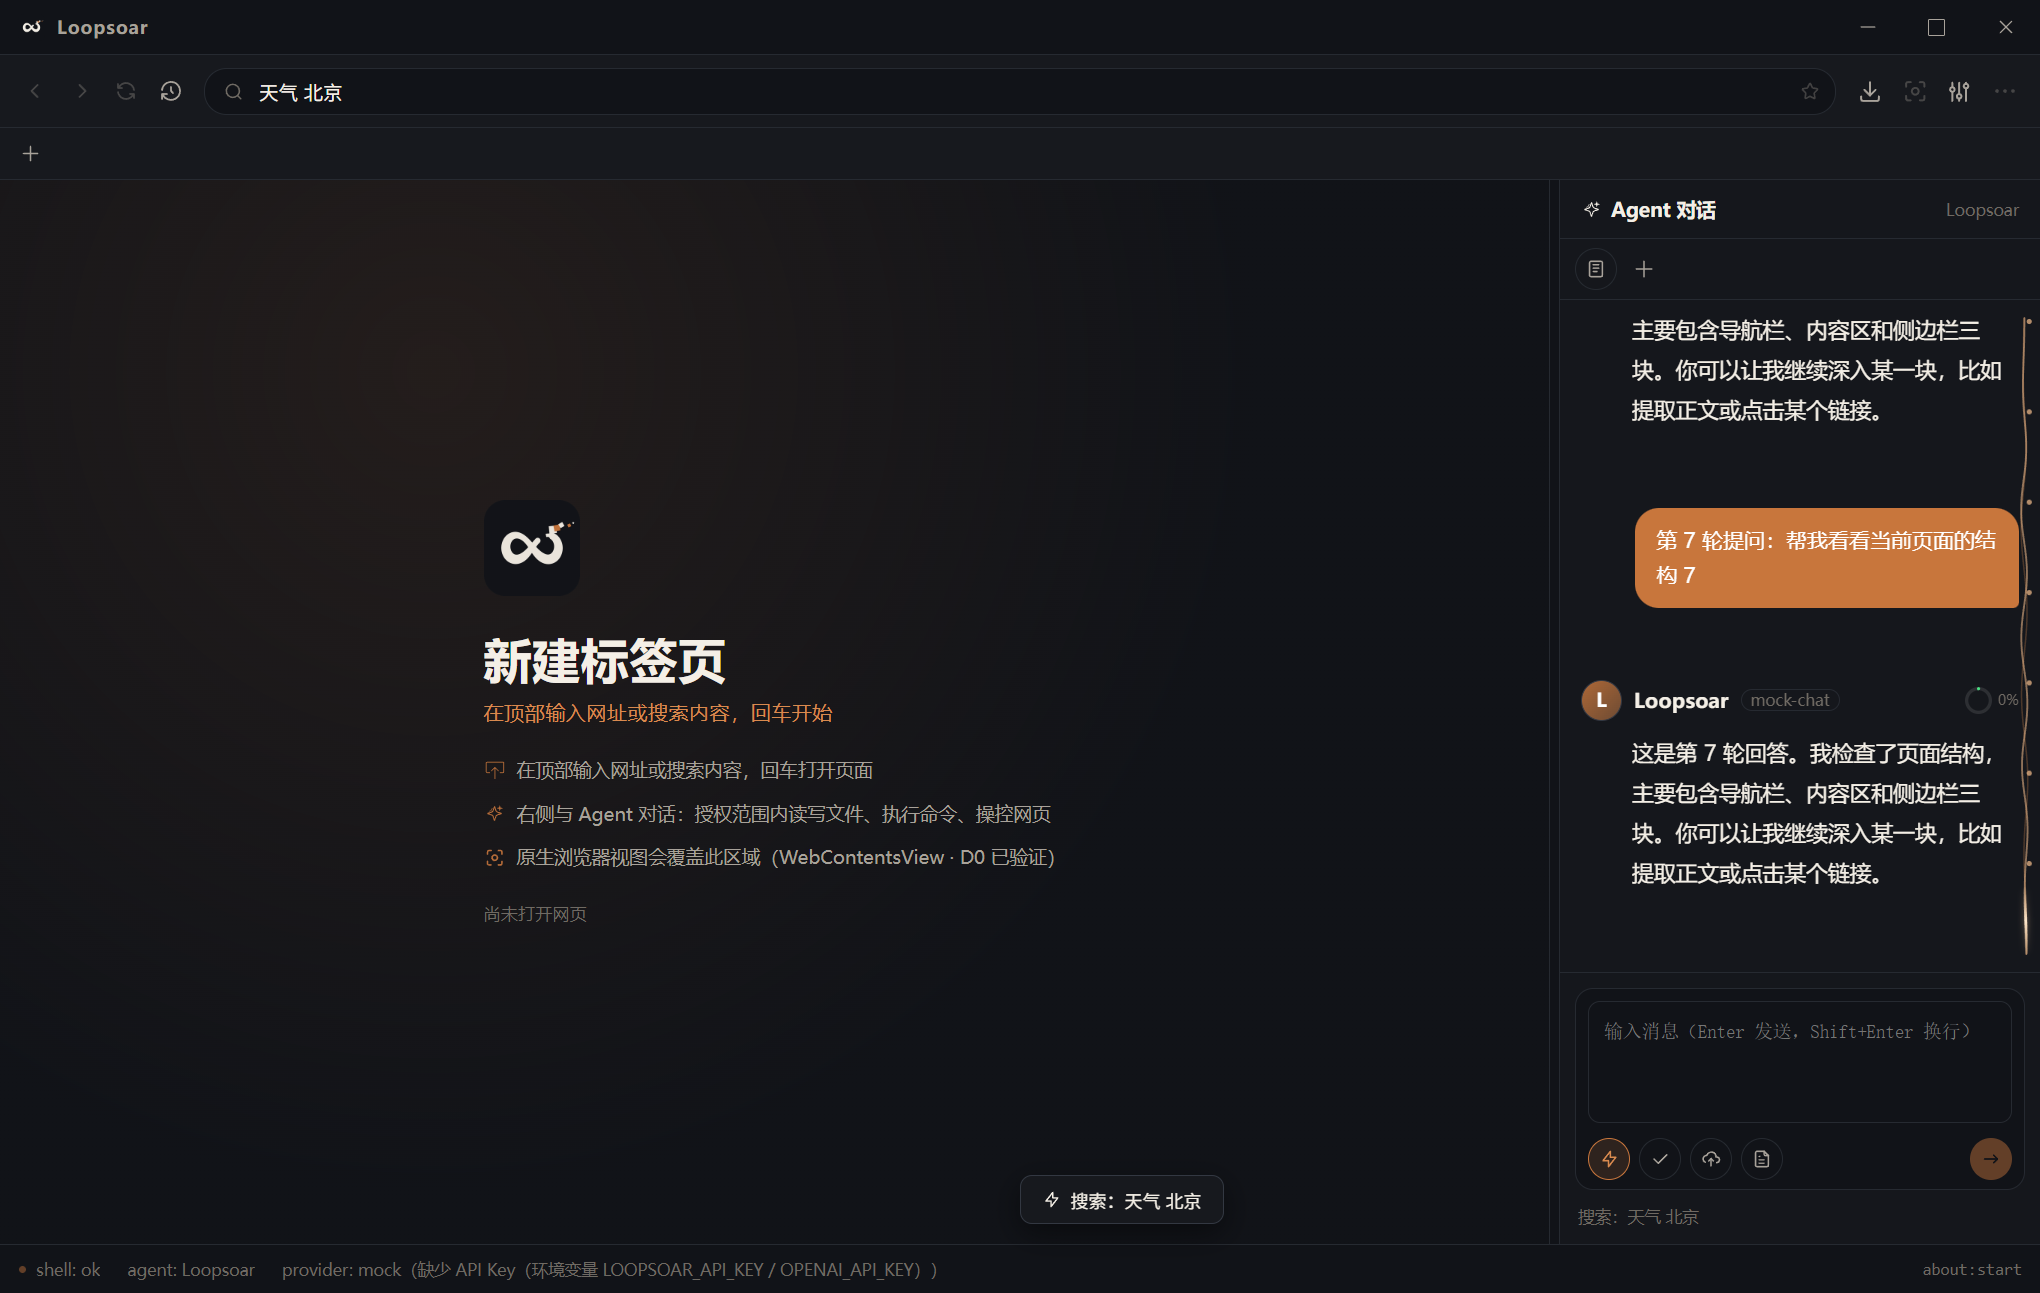 Loopsoar
天气 北京
新建标签页
在顶部输入网址或搜索内容，回车开始
在顶部输入网址或搜索内容，回车打开页面
右侧与 Agent 对话：授权范围内读写文件、执行命令、操控网页
原生浏览器视图会覆盖此区域（WebContentsView · D0 已验证）
尚未打开网页
搜索：天气 北京
Agent 对话
Loopsoar
主要包含导航栏、内容区和侧边栏三
块。你可以让我继续深入某一块，比如
提取正文或点击某个链接。
第 7 轮提问：帮我看看当前页面的结
构 7
L
Loopsoar
mock-chat
0%
这是第 7 轮回答。我检查了页面结构，
主要包含导航栏、内容区和侧边栏三
块。你可以让我继续深入某一块，比如
提取正文或点击某个链接。
输入消息（Enter 发送，Shift+Enter 换行）
搜索：天气 北京
shell: ok
agent: Loopsoar
provider: mock（缺少 API Key（环境变量 LOOPSOAR_API_KEY / OPENAI_API_KEY））
about:start